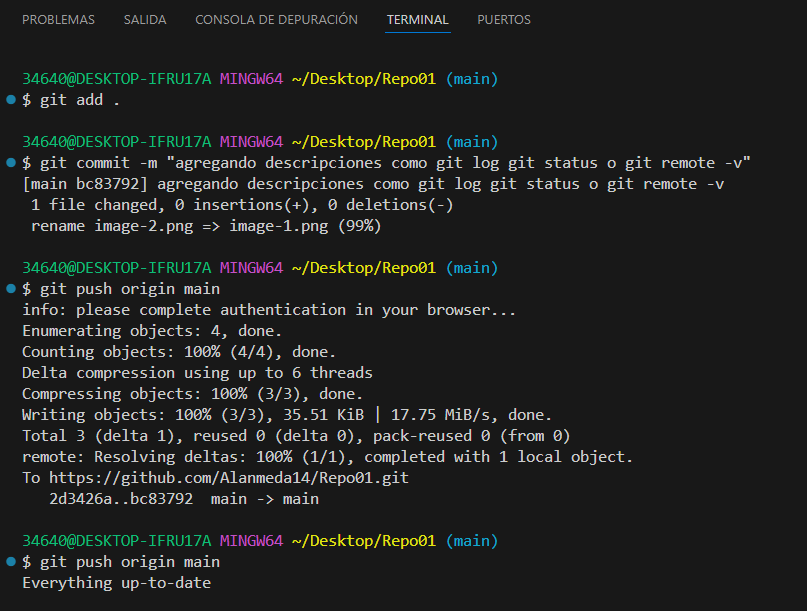 PROBLEMAS SALIDA CONSOLA DE DEPURACIÓN TERMINAL PUERTOS
34640@DESKTOP-IFRU17A MINGW64 ~/Desktop/Repo01 (main)
$ git add .
34640@DESKTOP-IFRU17A MINGW64 ~/Desktop/Repo01 (main)
$ git commit -m "agregando descripciones como git log git status o git remote -v"
[main bc83792] agregando descripciones como git log git status o git remote -v
1 file changed, 0 insertions(+), 0 deletions(-)
rename image-2.png => image-1.png (99%)
34640@DESKTOP-IFRU17A MINGW64 ~/Desktop/Repo01 (main)
$ git push origin main
info: please complete authentication in your browser...
Enumerating objects: 4, done.
Counting objects: 100% (4/4), done.
Delta compression using up to 6 threads
Compressing objects: 100% (3/3), done.
Writing objects: 100% (3/3), 35.51 KiB | 17.75 MiB/s, done.
Total 3 (delta 1), reused 0 (delta 0), pack-reused 0 (from 0)
remote: Resolving deltas: 100% (1/1), completed with 1 local object.
To https://github.com/Alanmeda14/Repo01.git
2d3426a..bc83792 main -> main
34640@DESKTOP-IFRU17A MINGW64 ~/Desktop/Repo01 (main)
$ git push origin main
Everything up-to-date